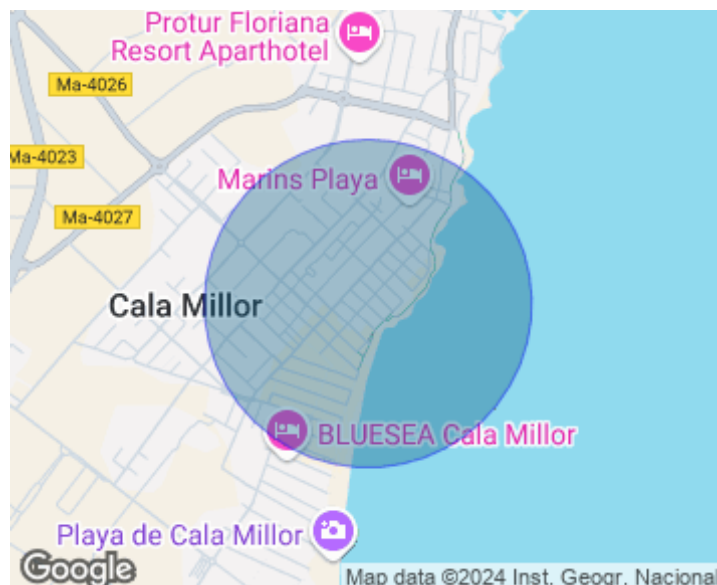 Protur Floriana
Resort Aparthotel
Ma-4026
Ma-4023
Marins Playa
Ma-4027
Cala Millor
BLUESEA Cala Millor
Playa de Cala Millor
Google
Map data ©2024 Inst. Geogr. Nacional